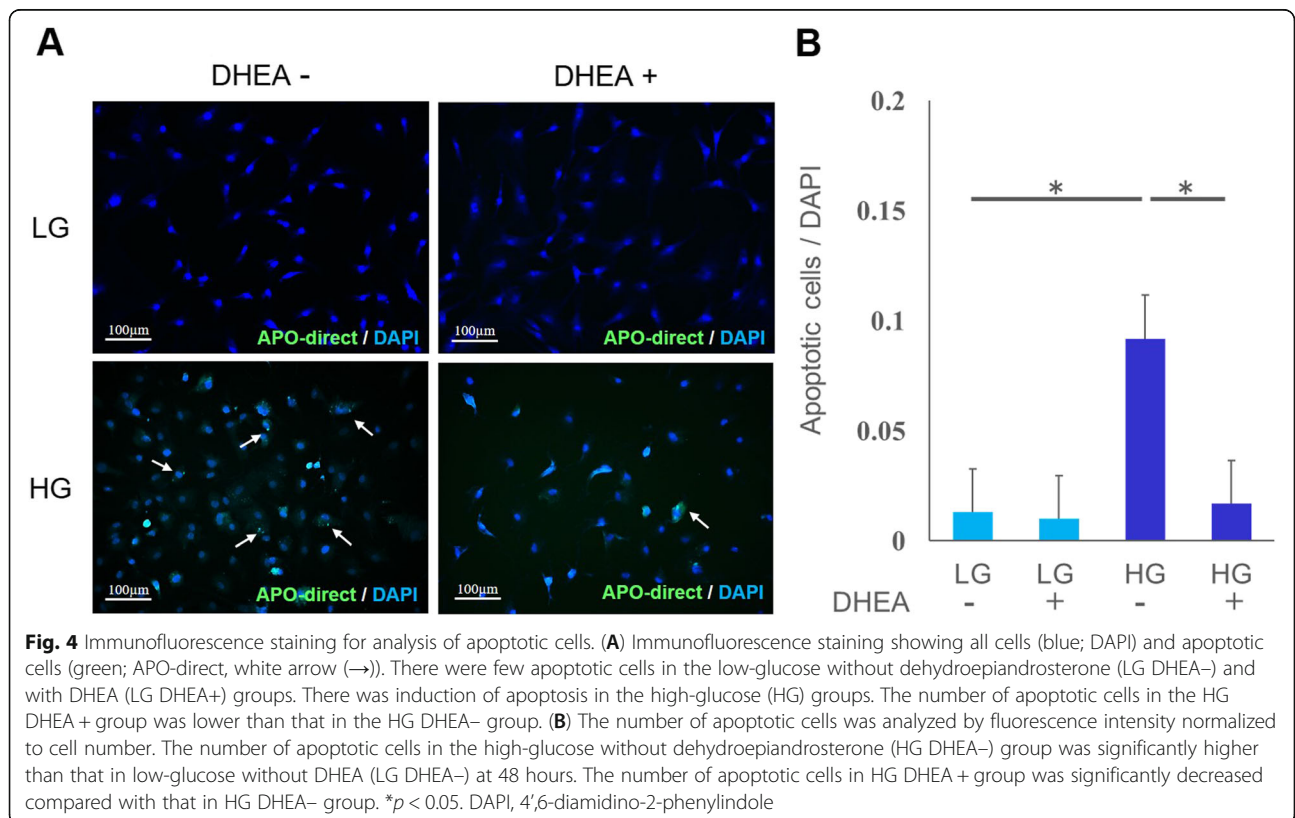 A
B
DHEA -
DHEA +
LG
HG
100µm
APO-direct / DAPI
100µm
APO-direct / DAPI
100µm
APO-direct / DAPI
100µm
APO-direct / DAPI
Apoptotic cells / DAPI
0.2
0.15
0.1
0.05
0
*
*
LG LG HG HG
DHEA - + - +
Fig. 4 Immunofluorescence staining for analysis of apoptotic cells. (A) Immunofluorescence staining showing all cells (blue; DAPI) and apoptotic
cells (green; APO-direct, white arrow (→)). There were few apoptotic cells in the low-glucose without dehydroepiandrosterone (LG DHEA–) and
with DHEA (LG DHEA+) groups. There was induction of apoptosis in the high-glucose (HG) groups. The number of apoptotic cells in the HG
DHEA + group was lower than that in the HG DHEA– group. (B) The number of apoptotic cells was analyzed by fluorescence intensity normalized
to cell number. The number of apoptotic cells in the high-glucose without dehydroepiandrosterone (HG DHEA–) group was significantly higher
than that in low-glucose without DHEA (LG DHEA–) at 48 hours. The number of apoptotic cells in HG DHEA + group was significantly decreased
compared with that in HG DHEA– group. *p < 0.05. DAPI, 4′,6-diamidino-2-phenylindole